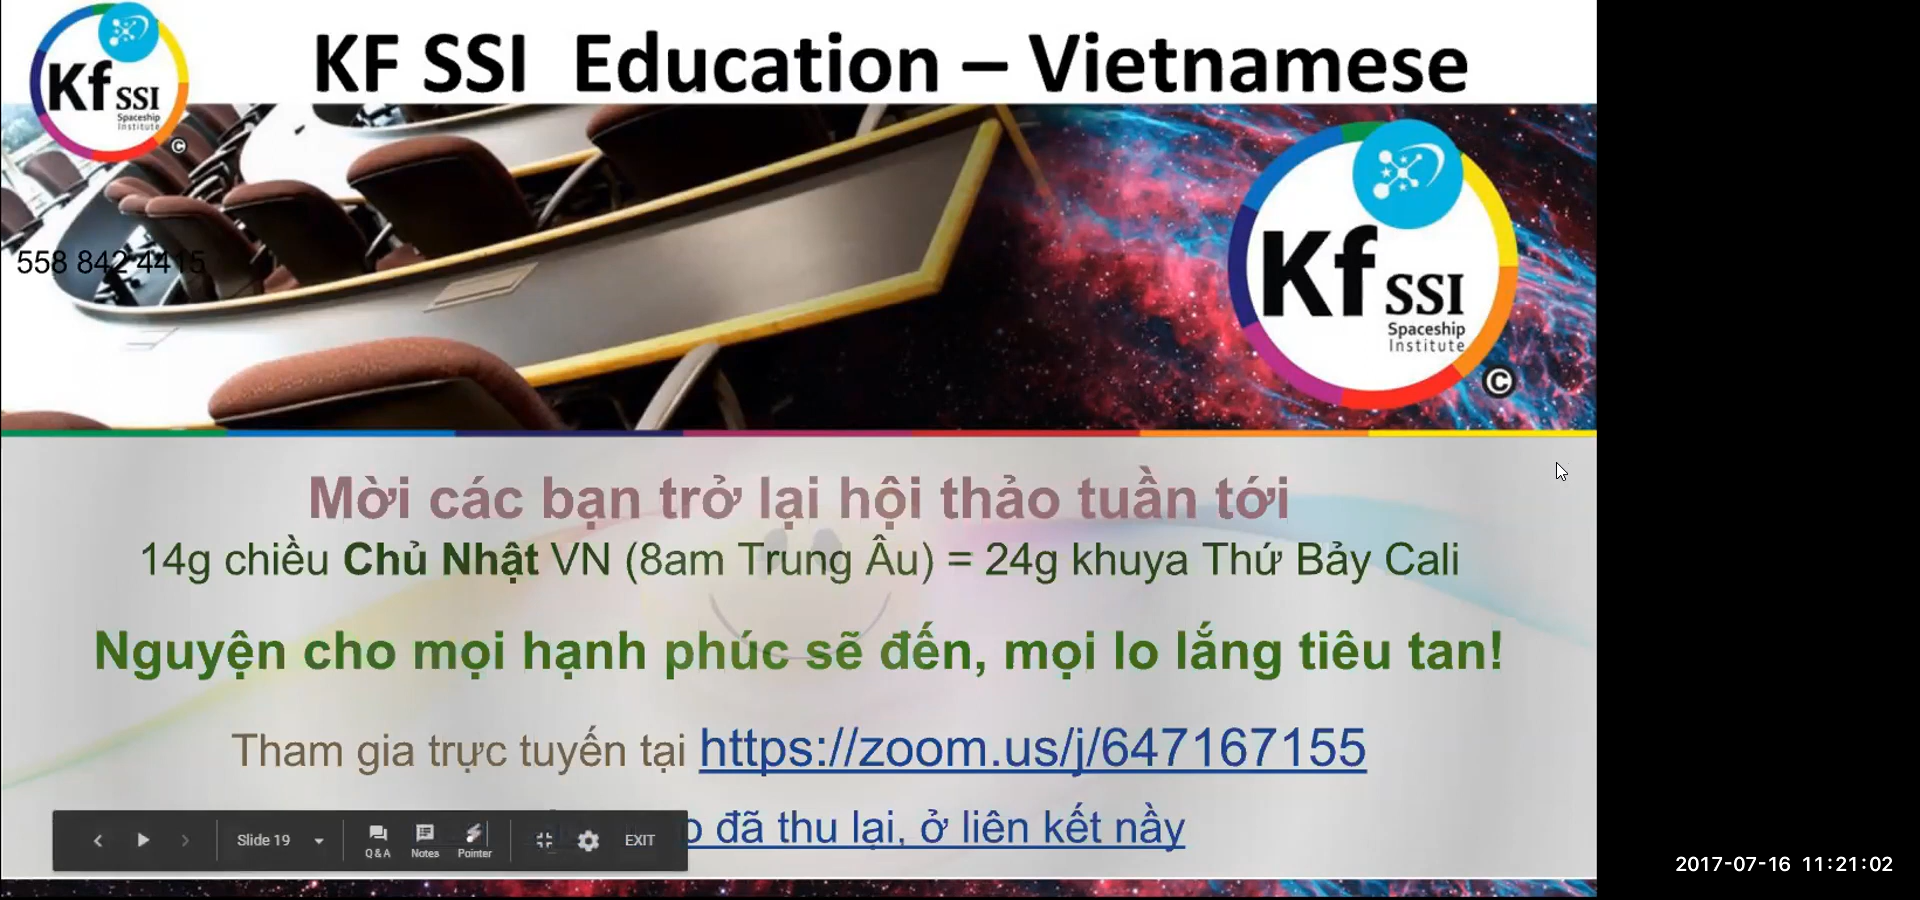 KF SSI Education – Vietnamese
Kf SSI
Spaceship
Institute
©
558 842 4415
Kf SSI
Spaceship
Institute
©
Mời các bạn trở lại hội thảo tuần tới
14g chiều Chủ Nhật VN (8am Trung Âu) = 24g khuya Thứ Bảy Cali
Nguyện cho mọi hạnh phúc sẽ đến, mọi lo lắng tiêu tan!
Tham gia trực tuyến tại https://zoom.us/j/647167155
đã thu lại, ở liên kết nầy
Slide 19
Q & A
Notes
Pointer
EXIT
2017-07-16 11:21:02